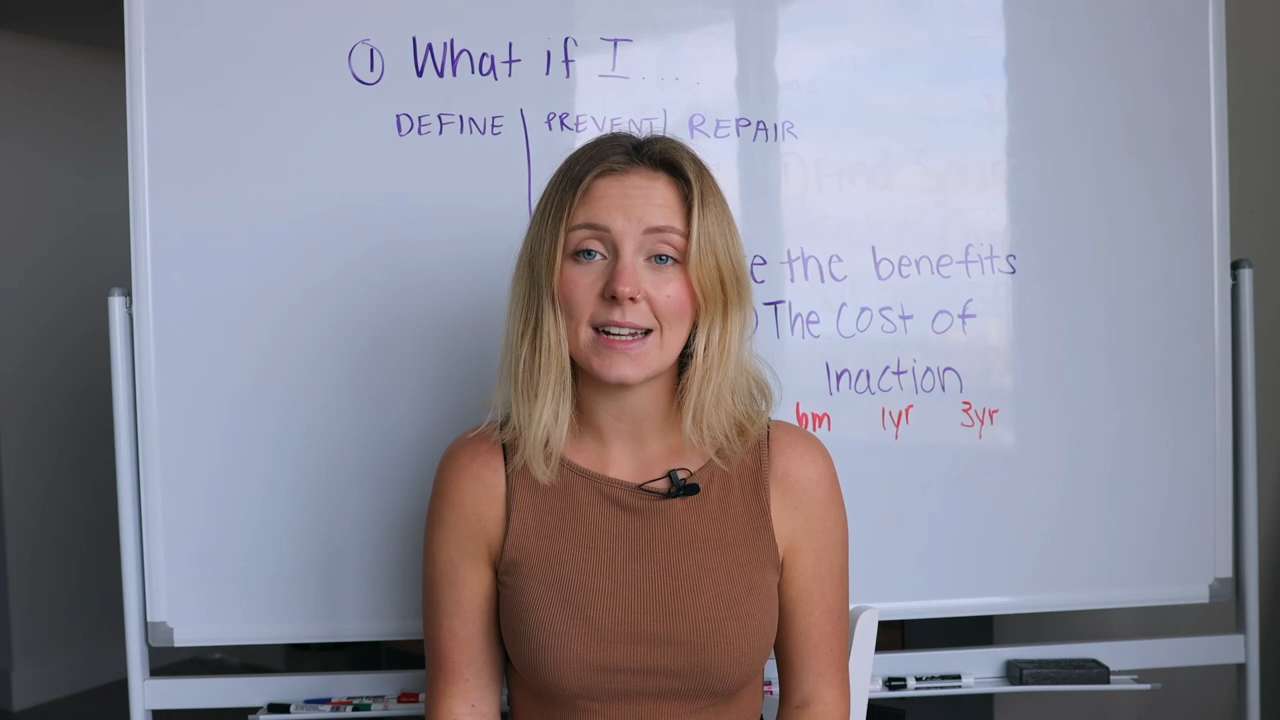 ① What if I.....
DEFINE | PREVENT | REPAIR
the benefits
The Cost of
Inaction
6m 1yr 3yr